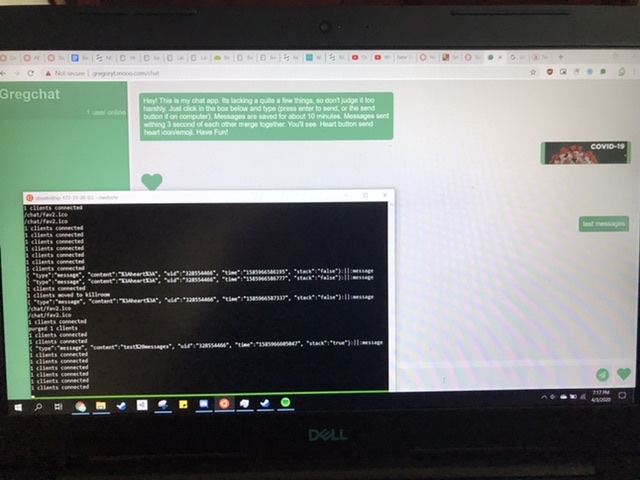 Not secure | gregoryt.mooo.com/chat
Gregchat
1 user online
Hey! This is my chat app. Its lacking a quite a few things, so don't judge it too
harshly. Just click in the box below and type (press enter to send, or the send
button if on computer). Messages are saved for about 10 minutes. Messages sent
withing 3 second of each other merge together. You'll see. Heart button send
heart icon/emoji. Have Fun!
COVID-19
test messages
1 clients connected
/chat/fav2.ico
/chat/fav2.ico
1 clients connected
1 clients connected
1 clients connected
1 clients connected
1 clients connected
1 clients connected
1 clients connected
"type":"message", "content":"%3Aheart%3A", "uid":"328554466", "time":"1585966586195", "stack":"false"}:||:message
"type":"message", "content":"%3Aheart%3A", "uid":"328554466", "time":"1585966586777", "stack":"false"}:||:message
1 clients connected
1 clients moved to killroom
"type":"message", "content":"%3Aheart%3A", "uid":"328554466", "time":"1585966587337", "stack":"false"}:||:message
/chat/fav2.ico
/chat/fav2.ico
1 clients connected
purged 1 clients
1 clients connected
1 clients connected
{ "type":"message", "content":"test%20messages", "uid":"328554466", "time":"1585966605047", "stack":"true"}:||:message
1 clients connected
1 clients connected
1 clients connected
1 clients connected
1 clients connected
7:17 PM
4/3/2020
DELL